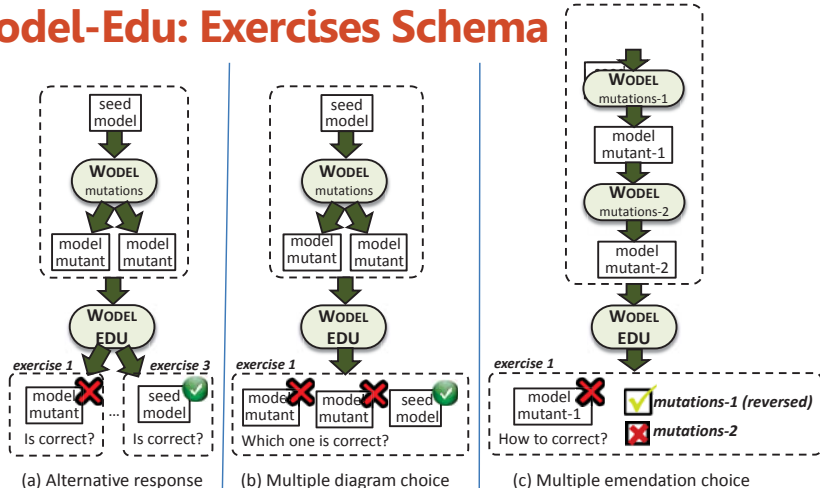 odel-Edu: Exercises Schema
seed
model
WODEL
mutations
model
mutant
model
mutant
WODEL
EDU
exercise 1
model
mutant
Is correct?
...
exercise 3
seed
model
Is correct?
(a) Alternative response
seed
model
WODEL
mutations
model
mutant
model
mutant
WODEL
EDU
exercise 1
model
mutant
model
mutant
seed
model
Which one is correct?
(b) Multiple diagram choice
WODEL
mutations-1
model
mutant-1
WODEL
mutations-2
model
mutant-2
WODEL
EDU
exercise 1
model
mutant-1
How to correct?
mutations-1 (reversed)
mutations-2
(c) Multiple emendation choice